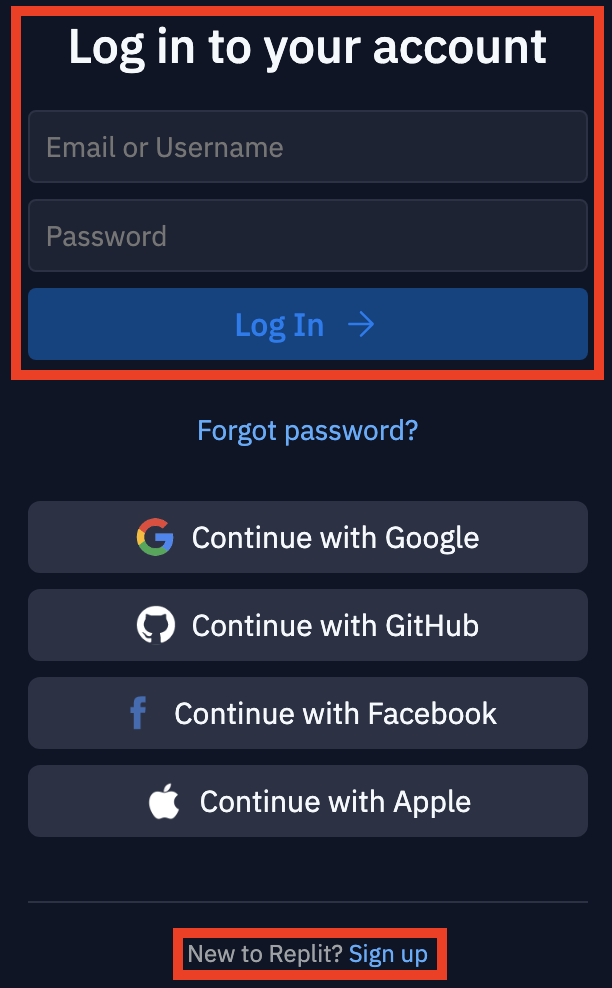 Log in to your account
Email or Username
Password
Log In
Forgot password?
Continue with Google
Continue with GitHub
Continue with Facebook
Continue with Apple
New to Replit? Sign up